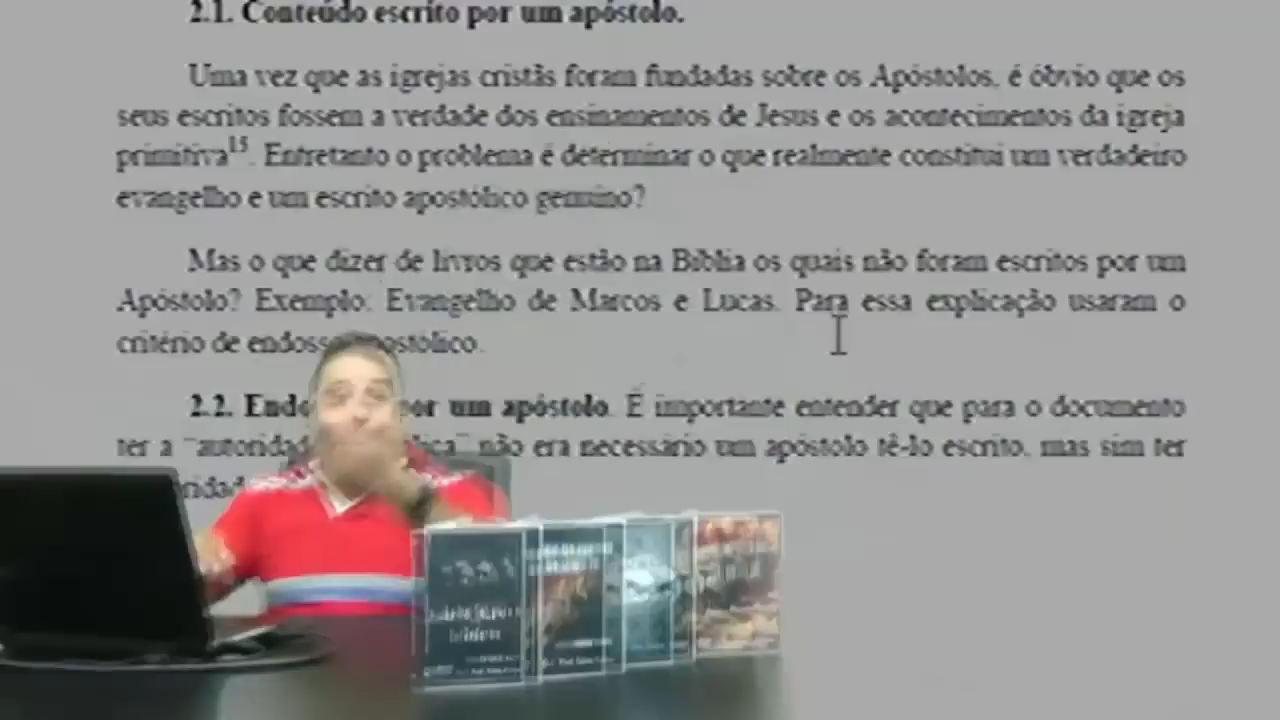 2.1. Conteúdo escrito por um apóstolo.
Uma vez que as igrejas cristãs foram fundadas sobre os Apóstolos, é óbvio que os
seus escritos fossem a verdade dos ensinamentos de Jesus e os acontecimentos da igreja
primitiva15. Entretanto o problema é determinar o que realmente constitui um verdadeiro
evangelho e um escrito apostólico genuíno?
Mas o que dizer de livros que estão na Bíblia os quais não foram escritos por um
Apóstolo? Exemplo: Evangelho de Marcos e Lucas. Para essa explicação usaram o
critério de
2.2. por um apóstolo. É importante entender que para o documento
ter a não era necessário um apóstolo tê-lo escrito, mas sim ter